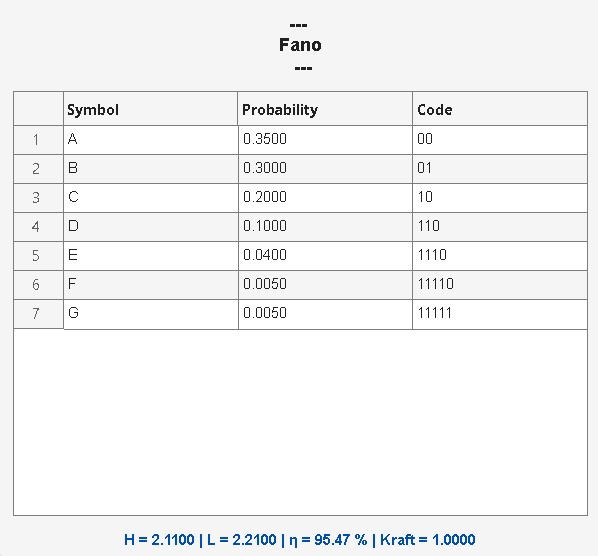 ---
Fano
---
Symbol Probability Code
1 A 0.3500 00
2 B 0.3000 01
3 C 0.2000 10
4 D 0.1000 110
5 E 0.0400 1110
6 F 0.0050 11110
7 G 0.0050 11111
H = 2.1100 | L = 2.2100 | η = 95.47 % | Kraft = 1.0000